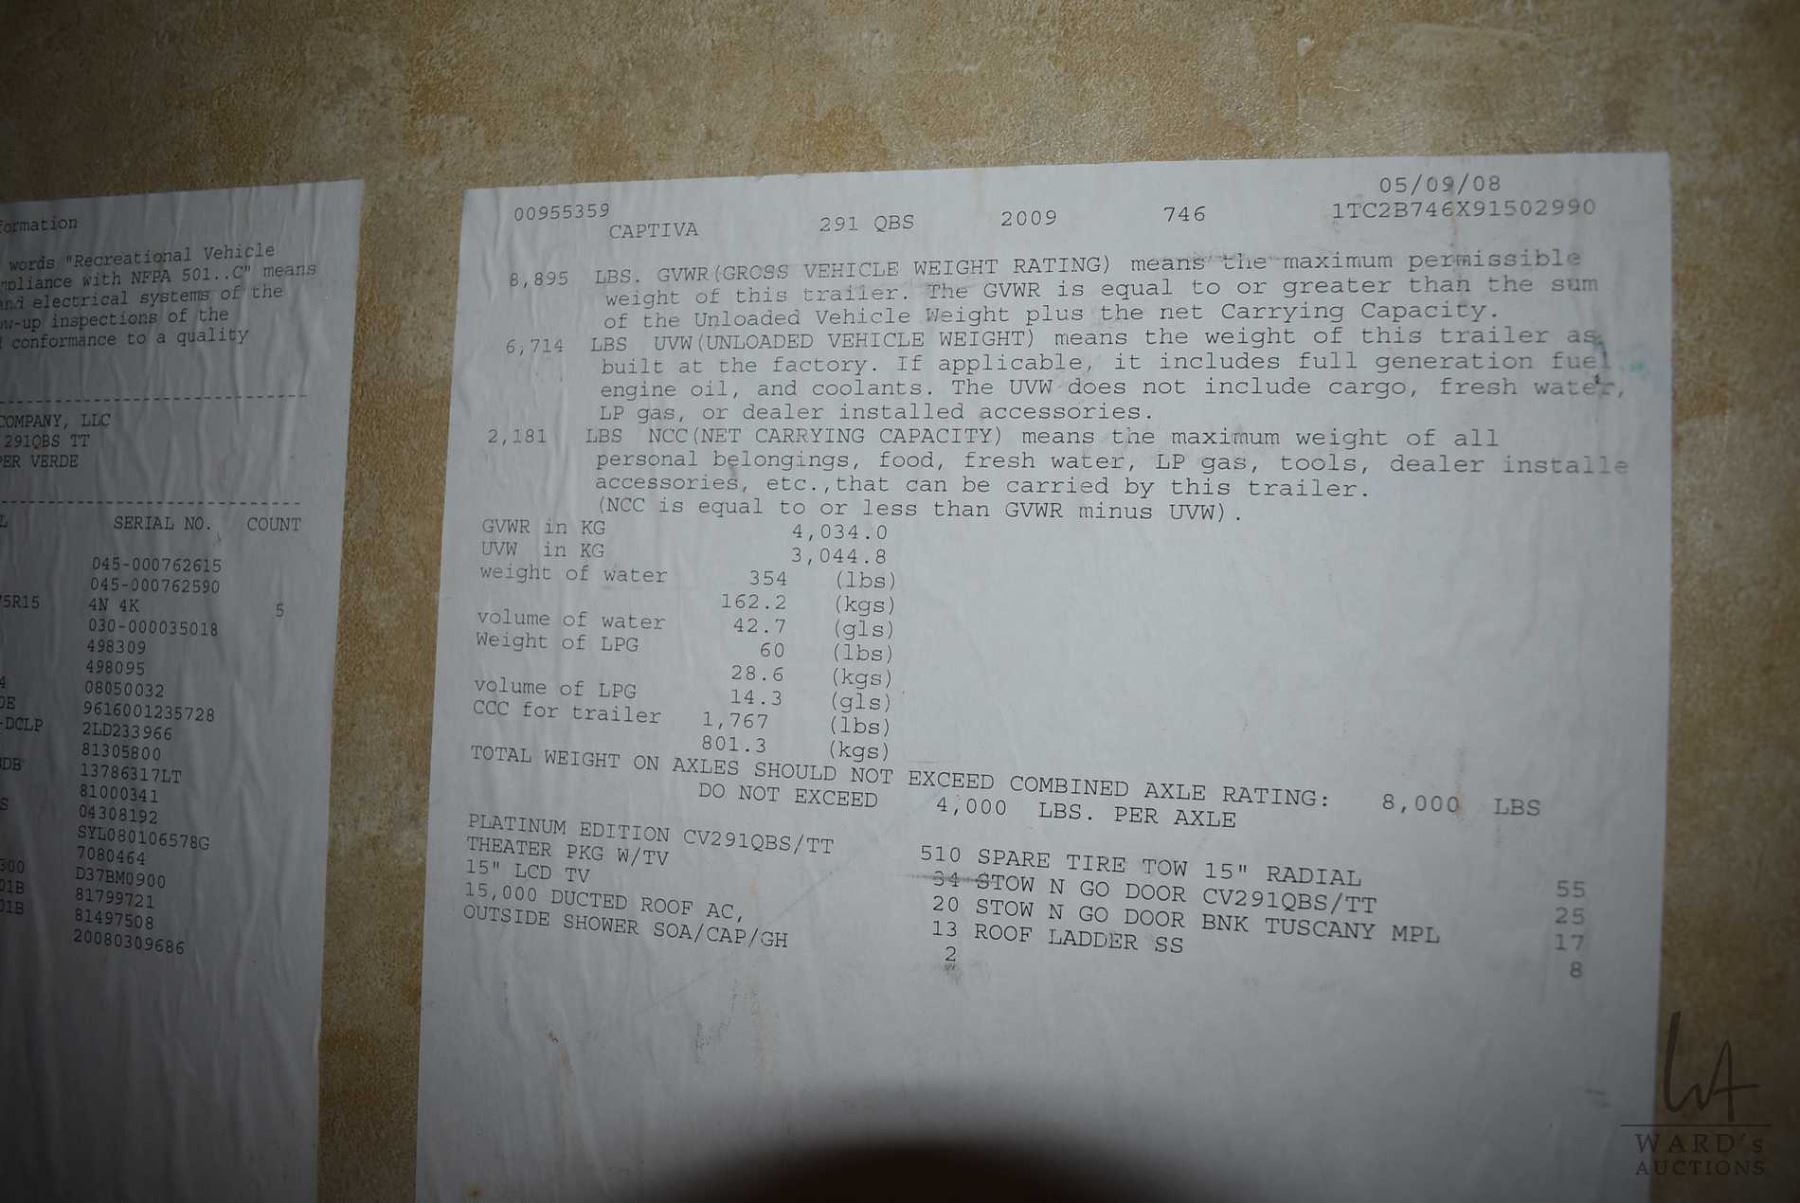 formation
words "Recreational Vehicle
mpliance with NFPA 501..C" means
and electrical systems of the
ow-up inspections of the
conformance to a quality
COMPANY, LLC
291QBS TT
PER VERDE
SERIAL NO. COUNT
045-000762615
045-000762590
5R15 4N 4K 5
030-000035018
498309
498095
4 08050032
DE 9616001235728
-DCLP 2LD233966
81305800
DB 13786317LT
81000341
S 04308192
SYL080106578G
7080464
300 D37BM0900
01B 81799721
01B 81497508
20080309686
05/09/08
00955359 CAPTIVA 291 QBS 2009 746 1TC2B746X91502990
8,895 LBS. GVWR(GROSS VEHICLE WEIGHT RATING) means the maximum permissible
weight of this trailer. The GVWR is equal to or greater than the sum
of the Unloaded Vehicle Weight plus the net Carrying Capacity.
6,714 LBS UVW(UNLOADED VEHICLE WEIGHT) means the weight of this trailer as
built at the factory. If applicable, it includes full generation fuel
engine oil, and coolants. The UVW does not include cargo, fresh water,
LP gas, or dealer installed accessories.
2,181 LBS NCC(NET CARRYING CAPACITY) means the maximum weight of all
personal belongings, food, fresh water, LP gas, tools, dealer installe
accessories, etc.,that can be carried by this trailer.
(NCC is equal to or less than GVWR minus UVW).
GVWR in KG 4,034.0
UVW in KG 3,044.8
weight of water 354 (lbs)
162.2 (kgs)
volume of water 42.7 (gls)
Weight of LPG 60 (lbs)
28.6 (kgs)
volume of LPG 14.3 (gls)
CCC for trailer 1,767 (lbs)
801.3 (kgs)
TOTAL WEIGHT ON AXLES SHOULD NOT EXCEED COMBINED AXLE RATING: 8,000 LBS
DO NOT EXCEED 4,000 LBS. PER AXLE
PLATINUM EDITION CV291QBS/TT 510 SPARE TIRE TOW 15" RADIAL 55
THEATER PKG W/TV 34 STOW N GO DOOR CV291QBS/TT 25
15" LCD TV 20 STOW N GO DOOR BNK TUSCANY MPL 17
15,000 DUCTED ROOF AC, 13 ROOF LADDER SS 8
OUTSIDE SHOWER SOA/CAP/GH 2
WA
WARD's
AUCTIONS